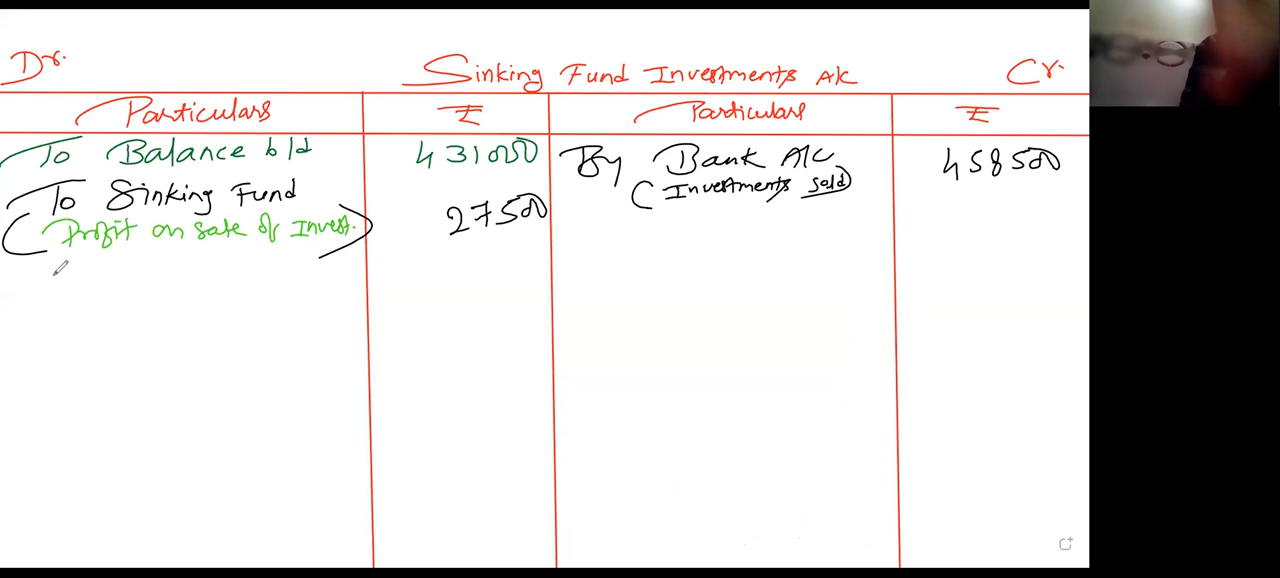 Dr. Sinking Fund Investments A/C Cr.
Particulars ₹ Particulars ₹
To Balance b/d 431000 By Bank A/C 458500
(Investments sold)
To Sinking Fund
(Profit on sale of Invest.) 27500